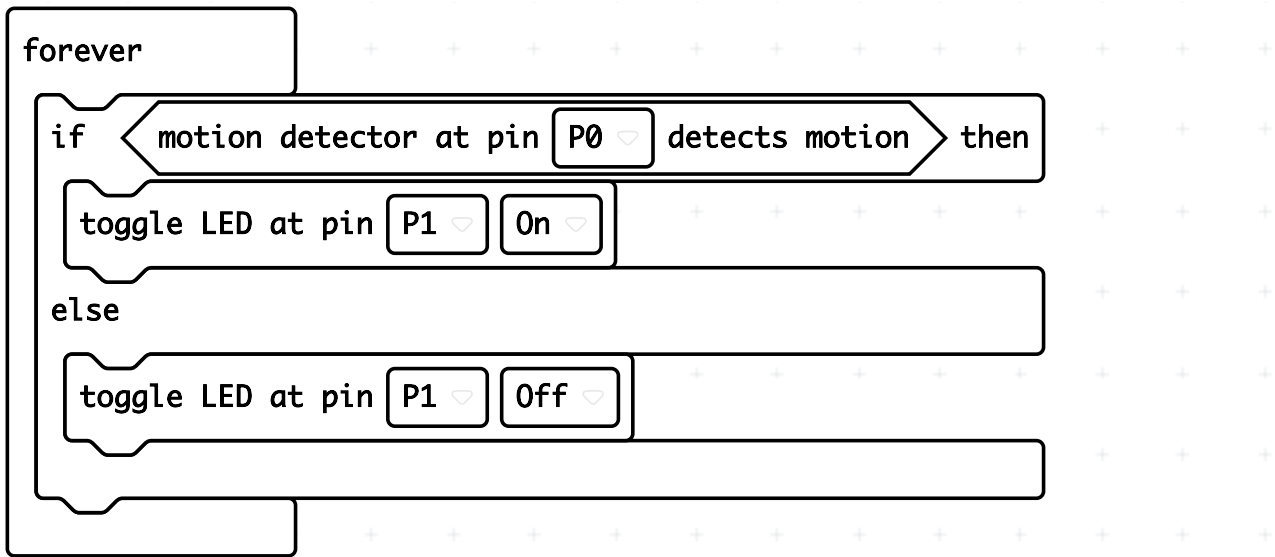 forever
if motion detector at pin P0 detects motion then
toggle LED at pin P1 On
else
toggle LED at pin P1 Off